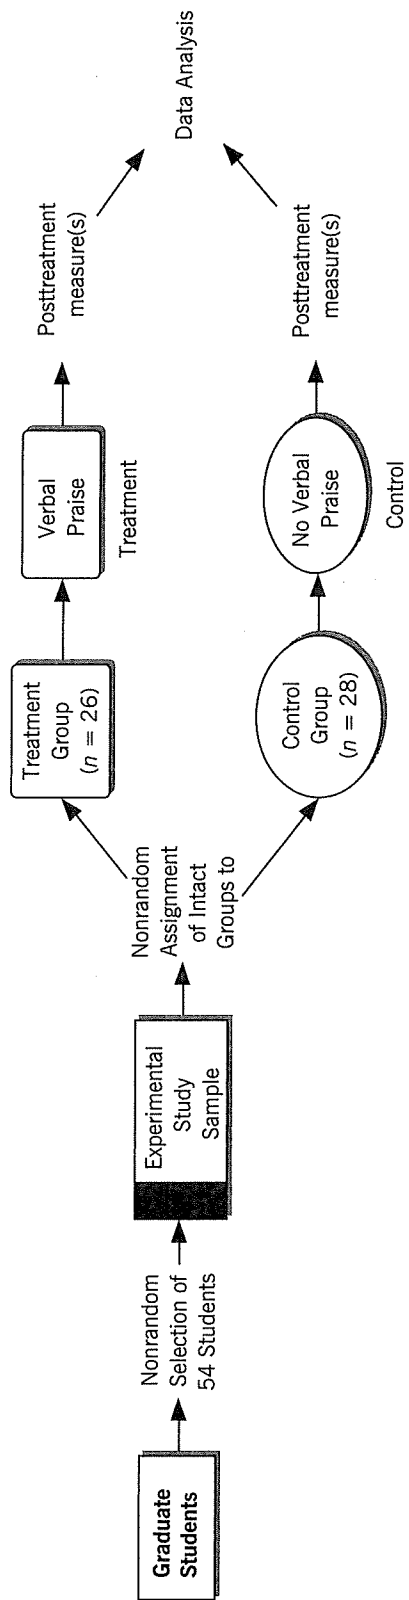 Graduate
Students
Nonrandom
Selection of
54 Students
Experimental
Study
Sample
Nonrandom
Assignment
of Intact
Groups to
Treatment
Group
(n = 26)
Verbal
Praise
Treatment
Posttreatment
measure(s)
Control
Group
(n = 28)
No Verbal
Praise
Control
Posttreatment
measure(s)
Data Analysis